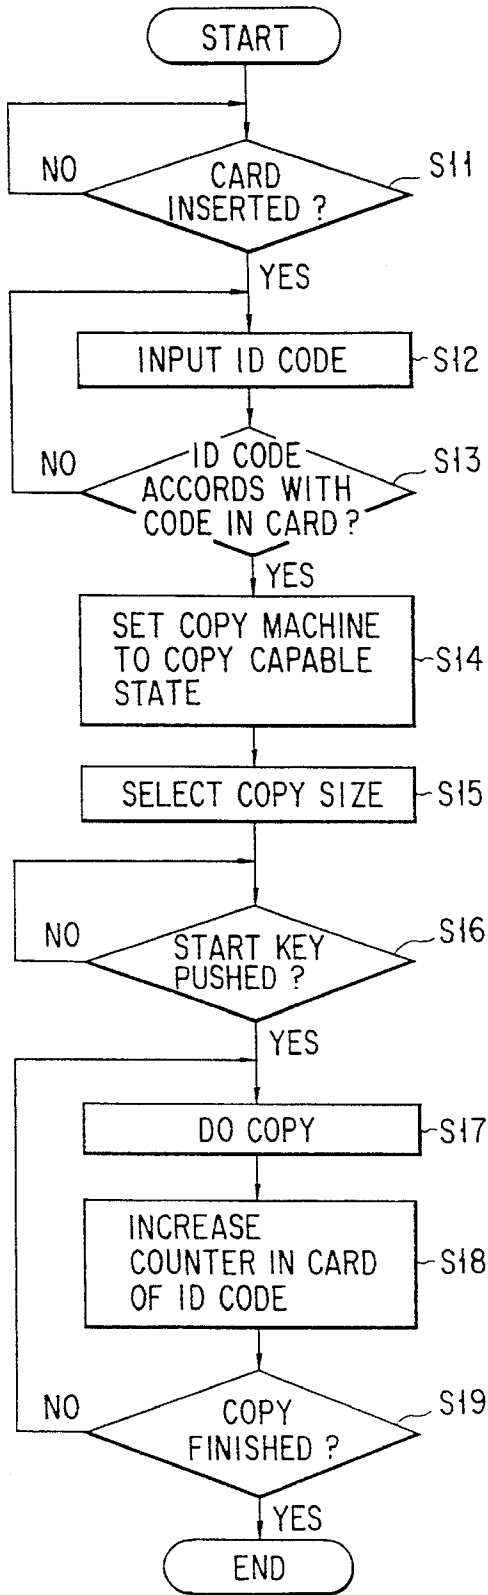 START
NO
CARD
INSERTED ?
S11
YES
INPUT ID CODE
S12
NO
ID CODE
ACCORDS WITH
CODE IN CARD ?
S13
YES
SET COPY MACHINE
TO COPY CAPABLE
STATE
S14
SELECT COPY SIZE
S15
NO
START KEY
PUSHED ?
S16
YES
DO COPY
S17
INCREASE
COUNTER IN CARD
OF ID CODE
S18
NO
COPY
FINISHED ?
S19
YES
END